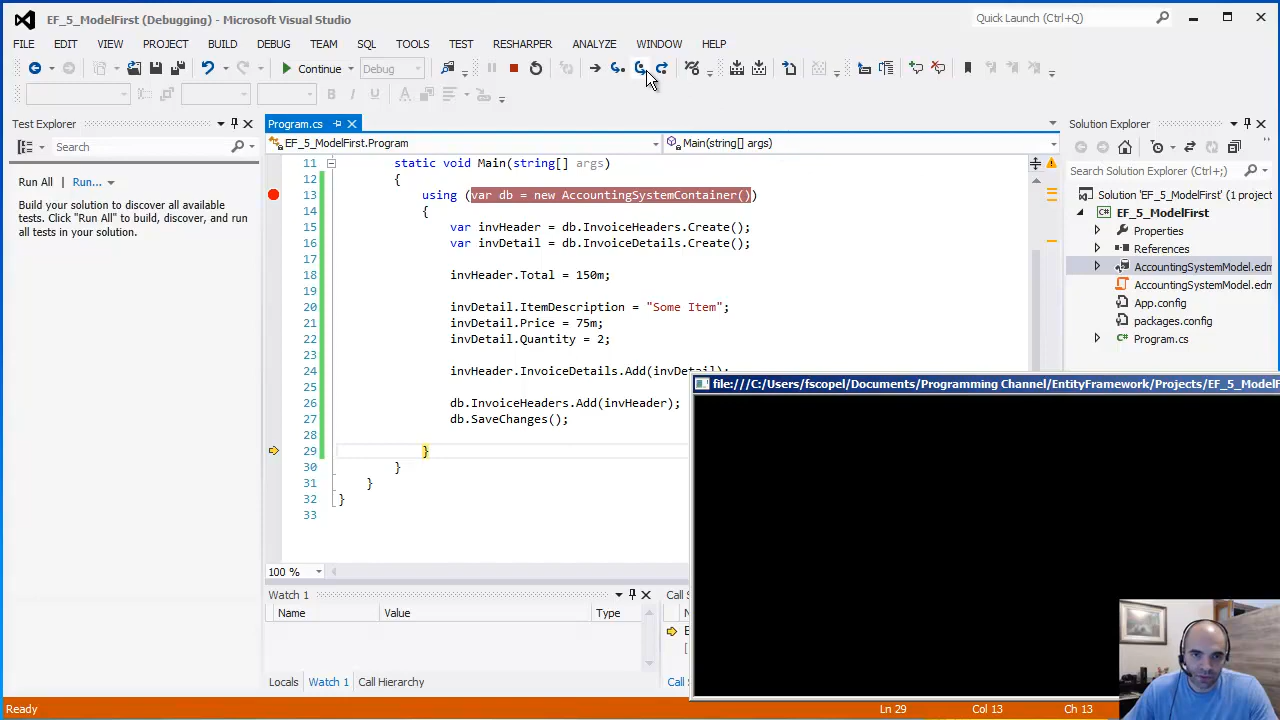 EF_5_ModelFirst (Debugging) - Microsoft Visual Studio
Quick Launch (Ctrl+Q)
FILE EDIT VIEW PROJECT BUILD DEBUG TEAM SQL TOOLS TEST RESHARPER ANALYZE WINDOW HELP
Continue Debug
Test Explorer
Search
Run All Run...
Build your solution to discover all available
tests. Click "Run All" to build, discover, and run
all tests in your solution.
Program.cs
EF_5_ModelFirst.Program Main(string[] args)
11 static void Main(string[] args)
12 {
13 using (var db = new AccountingSystemContainer())
14 {
15 var invHeader = db.InvoiceHeaders.Create();
16 var invDetail = db.InvoiceDetails.Create();
17
18 invHeader.Total = 150m;
19
20 invDetail.ItemDescription = "Some Item";
21 invDetail.Price = 75m;
22 invDetail.Quantity = 2;
23
24 invHeader.InvoiceDetails.Add(invDetail);
25
26 db.InvoiceHeaders.Add(invHeader);
27 db.SaveChanges();
28
29 }
30 }
31 }
32 }
33
100 %
Solution Explorer
Search Solution Explorer (Ctrl+;)
Solution 'EF_5_ModelFirst' (1 project
EF_5_ModelFirst
Properties
References
AccountingSystemModel.edm
AccountingSystemModel.edm
App.config
packages.config
Program.cs
file:///C:/Users/fscopel/Documents/Programming Channel/EntityFramework/Projects/EF_5_ModelF
Watch 1
Name Value Type
Locals Watch 1 Call Hierarchy
Call S
N
E
[
Call S
Ready Ln 29 Col 13 Ch 13